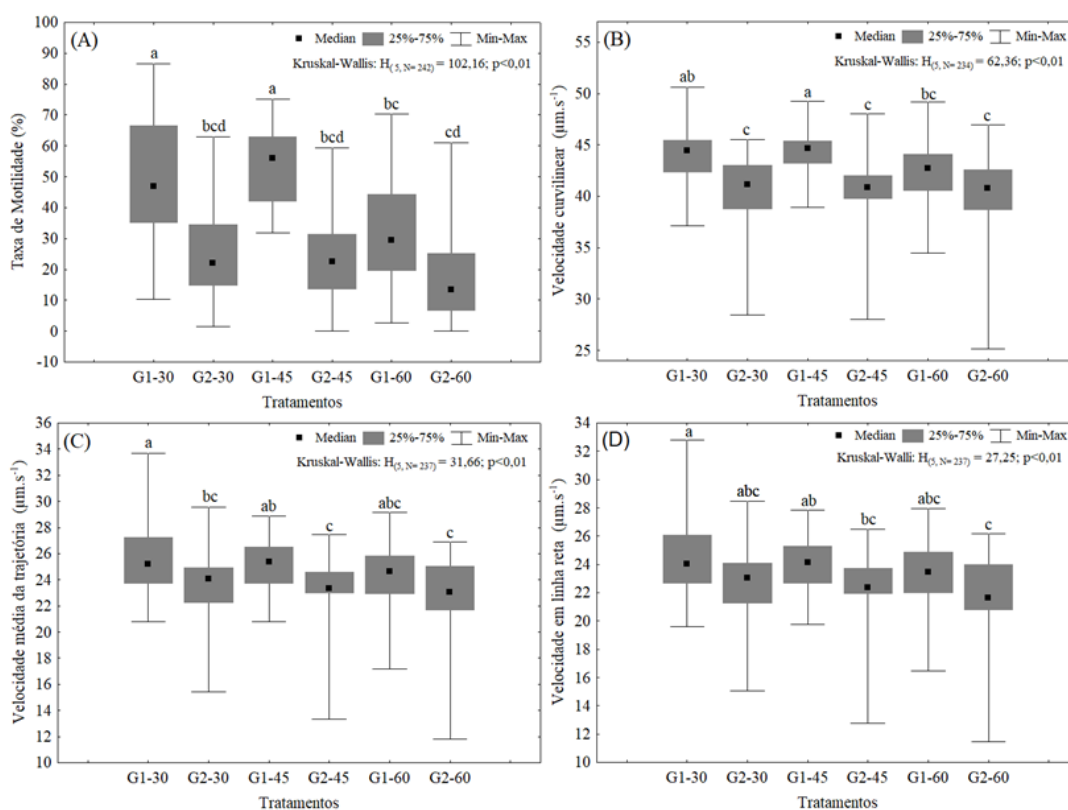 (A)
Median 25%-75% Min-Max
Kruskal-Wallis: H(5, N= 242) = 102,16; p<0,01
a
bcd
a
bcd
bc
cd
100
90
80
70
60
50
40
30
20
10
0
-10
Taxa de Motilidade (%)
G1-30 G2-30 G1-45 G2-45 G1-60 G2-60
Tratamentos
(B)
Median 25%-75% Min-Max
Kruskal-Wallis: H(5, N= 234) = 62,36; p<0,01
ab
c
a
c
bc
c
55
50
45
40
35
30
25
Velocidade curvilinear (µm.s-1)
G1-30 G2-30 G1-45 G2-45 G1-60 G2-60
Tratamentos
(C)
Median 25%-75% Min-Max
Kruskal-Wallis: H(5, N= 237) = 31,66; p<0,01
a
bc
ab
c
abc
c
36
34
32
30
28
26
24
22
20
18
16
14
12
10
Velocidade média da trajetória (µm.s-1)
G1-30 G2-30 G1-45 G2-45 G1-60 G2-60
Tratamentos
(D)
Median 25%-75% Min-Max
Kruskal-Walli: H(5, N= 237) = 27,25; p<0,01
a
abc
ab
bc
abc
c
34
32
30
28
26
24
22
20
18
16
14
12
10
Velocidade em linha reta (µm.s-1)
G1-30 G2-30 G1-45 G2-45 G1-60 G2-60
Tratamentos